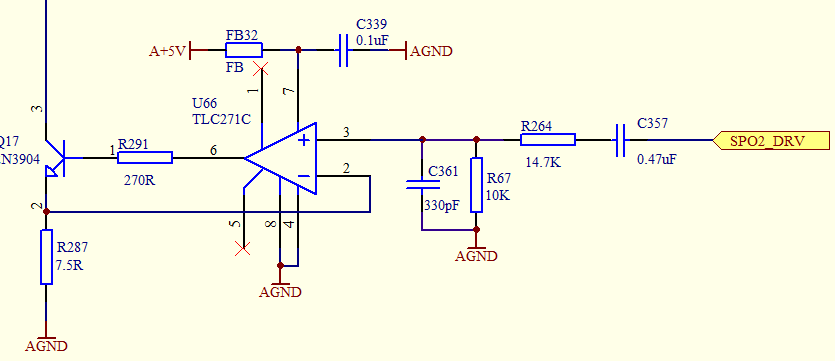 C339
0.1uF
FB32
FB
A+5V
AGND
U66
TLC271C
1
7
3
Q17
2N3904
1
R291
270R
6
3
2
R264
14.7K
C357
0.47uF
SPO2_DRV
C361
330pF
R67
10K
AGND
2
5
8
4
R287
7.5R
AGND
AGND